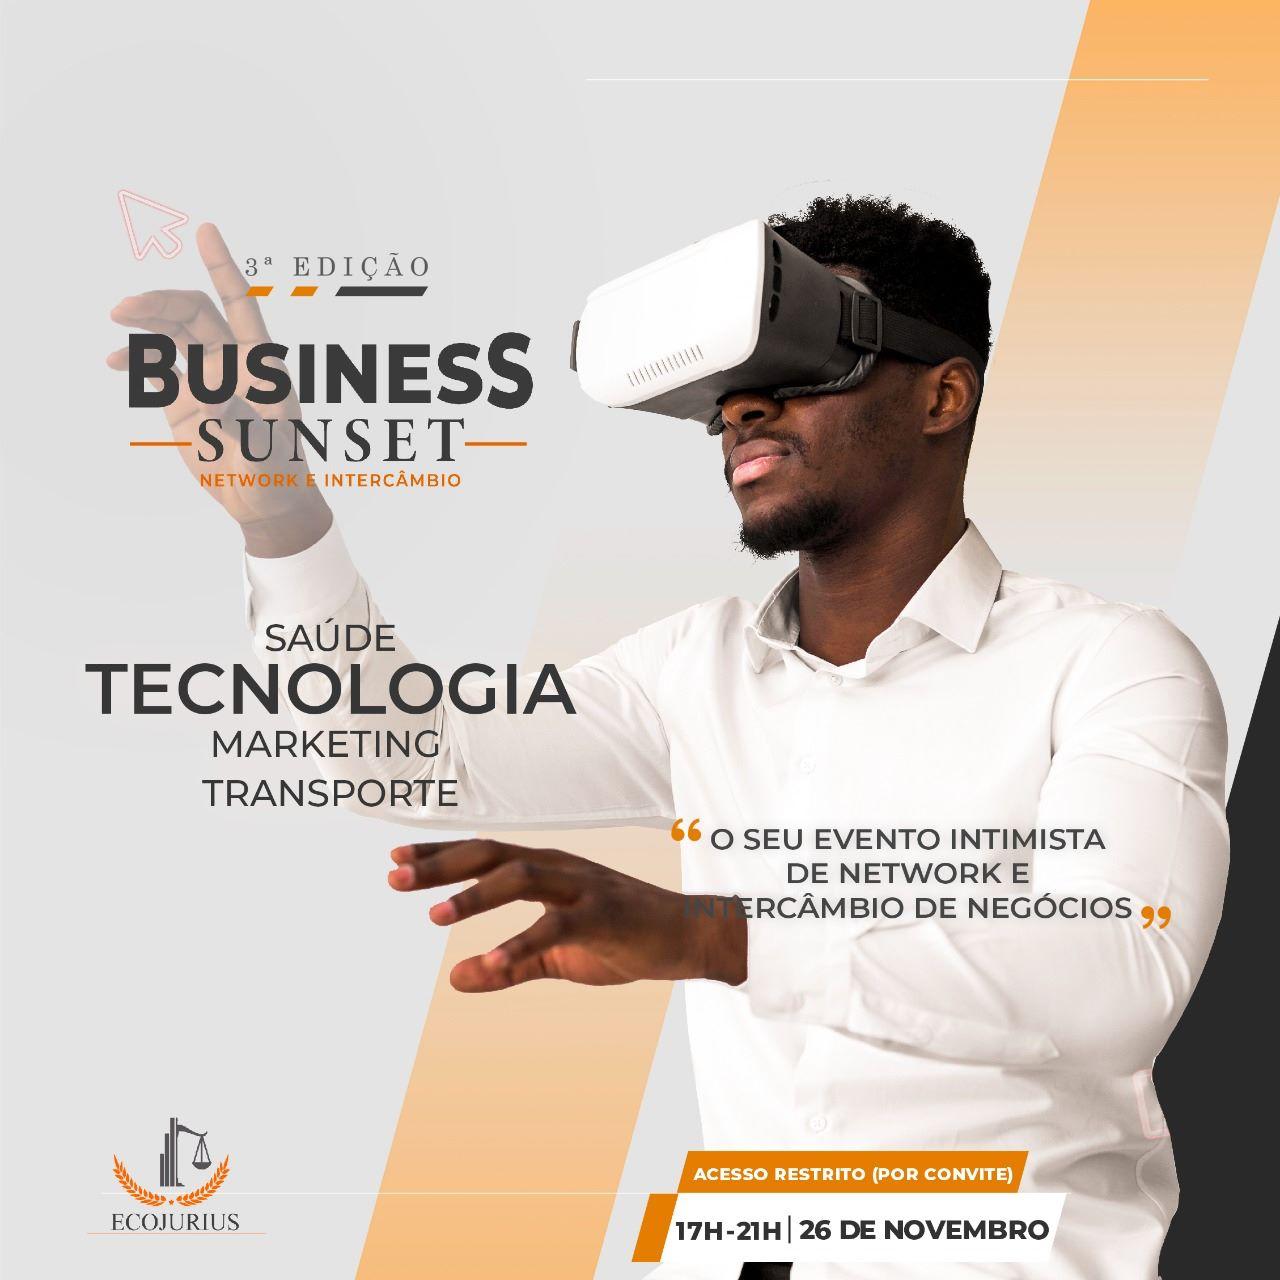 3ª EDIÇÃO
BUSINESS
SUNSET
NETWORK E INTERCÂMBIO
SAÚDE
TECNOLOGIA
MARKETING
TRANSPORTE
“ O SEU EVENTO INTIMISTA
DE NETWORK E
INTERCÂMBIO DE NEGÓCIOS ”
ECOJURIUS
ACESSO RESTRITO (POR CONVITE)
17H-21H | 26 DE NOVEMBRO